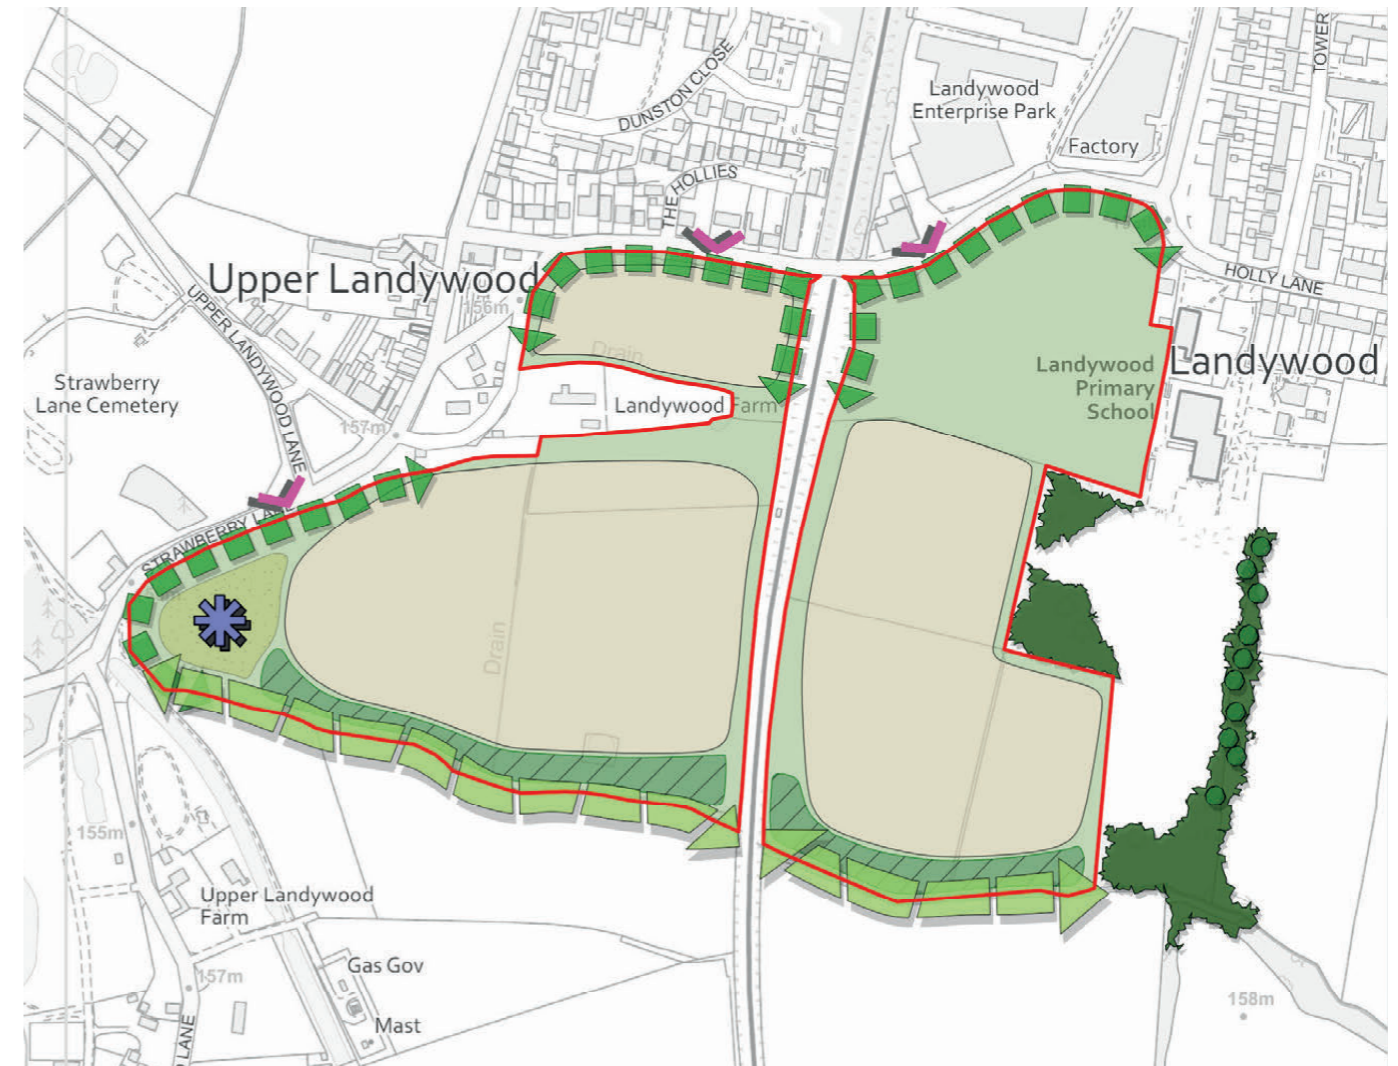 TOWER
DUNSTON CLOSE
Landywood
Enterprise Park
Factory
THE HOLLIES
HOLLY LANE
Upper Landywood
156m
UPPER LANDYWOOD LANE
Drain
Landywood
Primary
School
Landywood
Strawberry
Lane Cemetery
Landywood Farm
157m
STRAWBERRY LANE
Drain
155m
Upper Landywood
Farm
Gas Gov
157m
Mast
158m
LANE